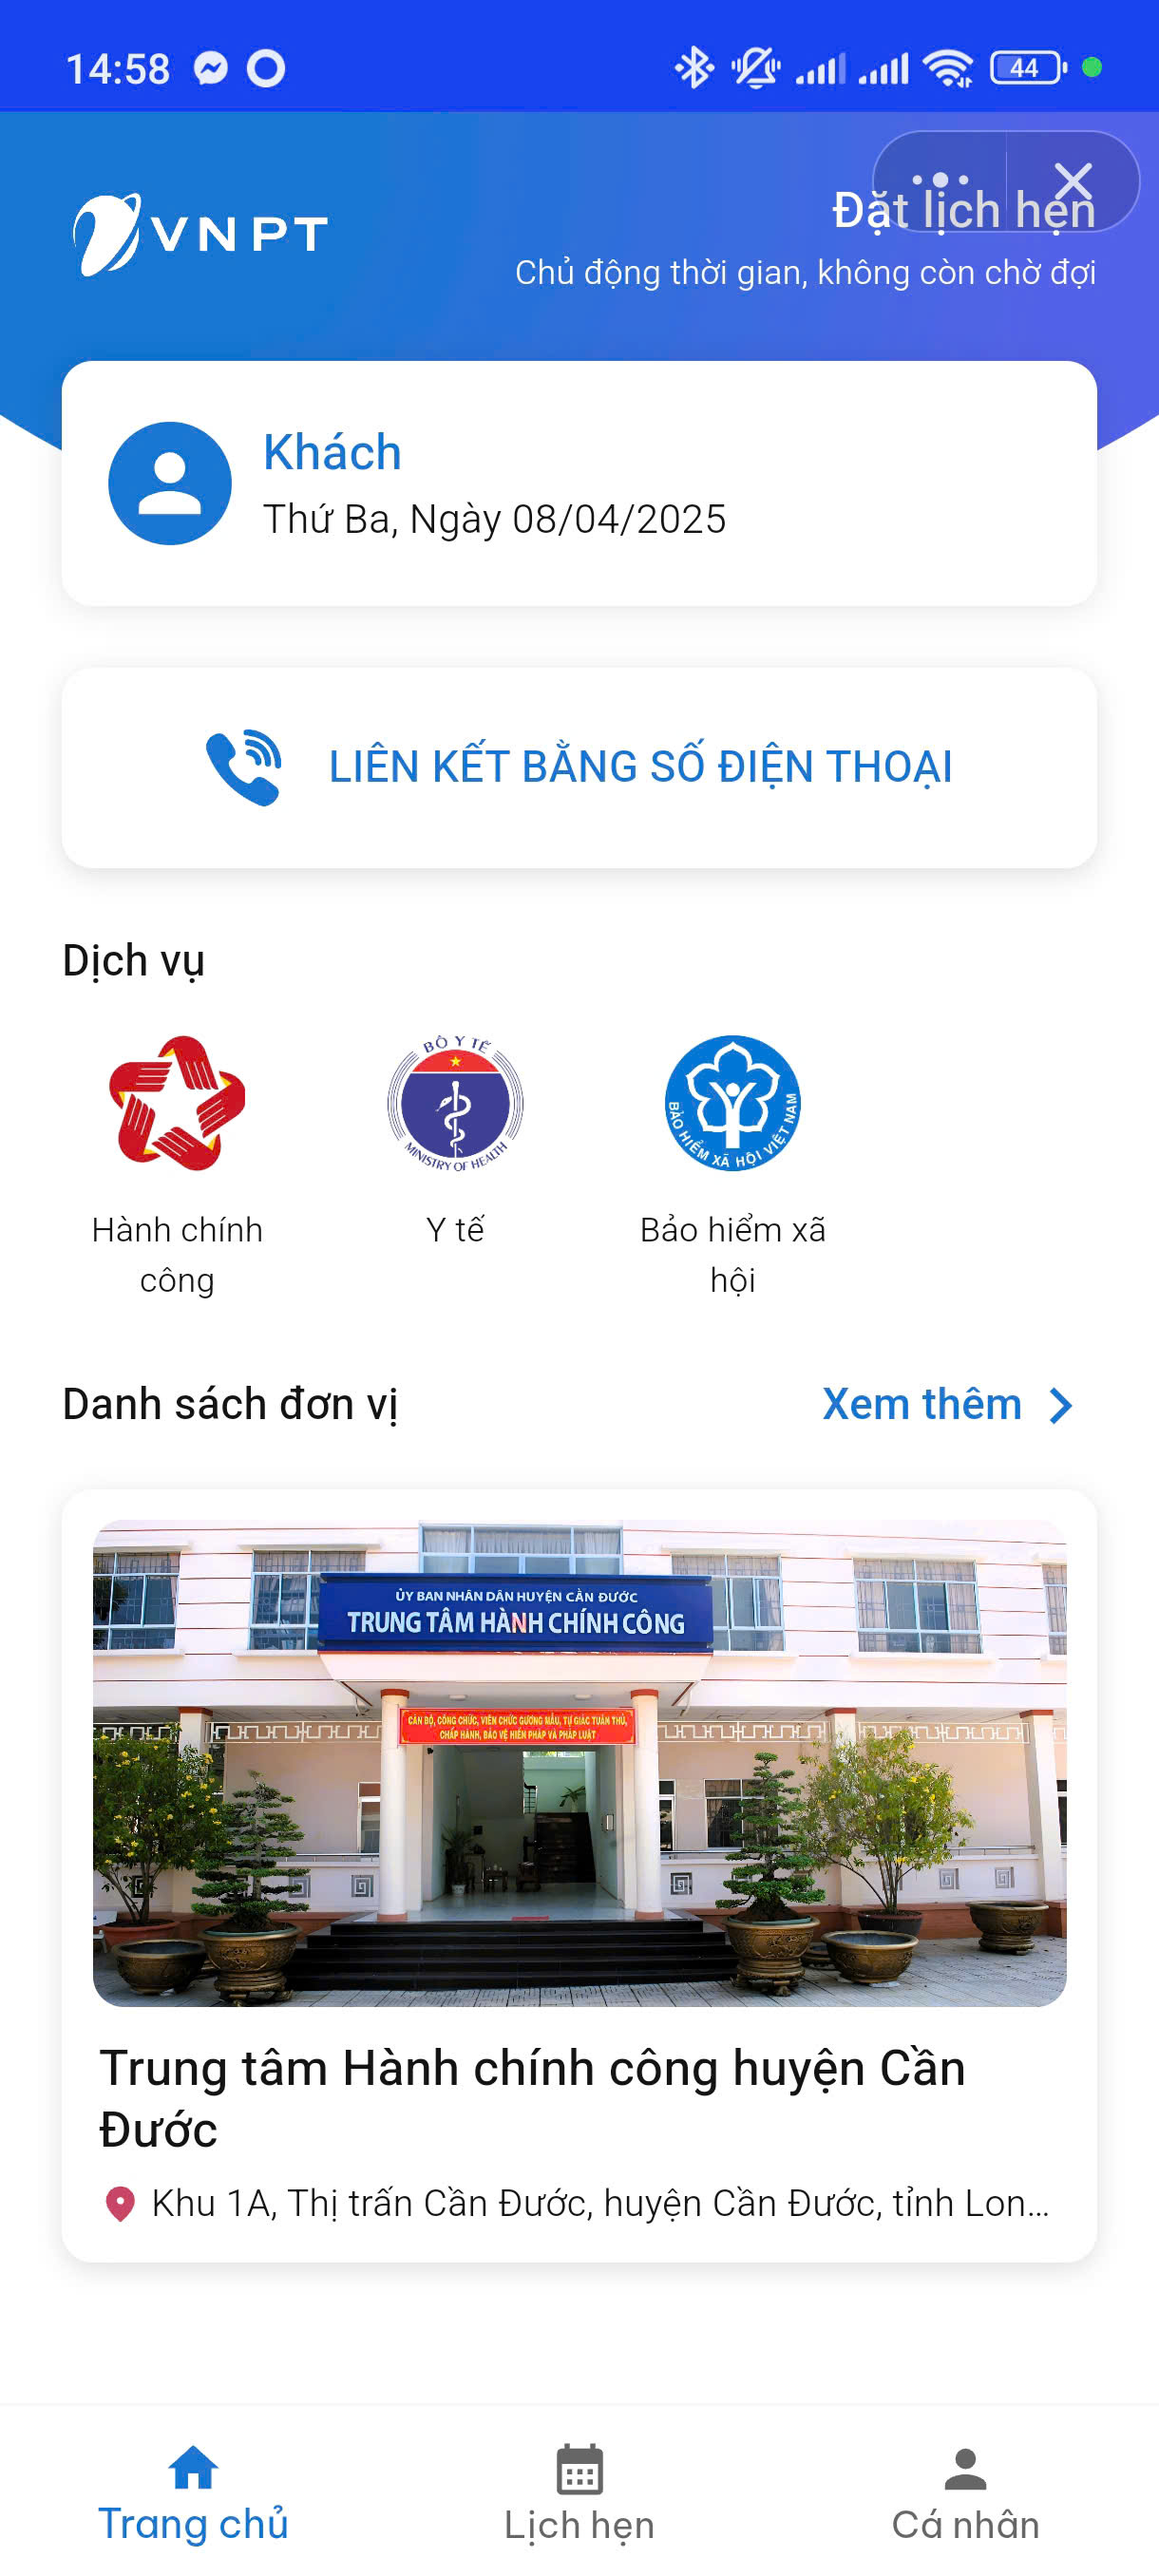 14:58
44
VNPT
Đặt lịch hẹn
Chủ động thời gian, không còn chờ đợi
Khách
Thứ Ba, Ngày 08/04/2025
LIÊN KẾT BẰNG SỐ ĐIỆN THOẠI
Dịch vụ
BỘ Y TẾ
MINISTRY OF HEALTH
BẢO HIỂM XÃ HỘI VIỆT NAM
Hành chính
công
Y tế
Bảo hiểm xã
hội
Danh sách đơn vị
Xem thêm
ỦY BAN NHÂN DÂN HUYỆN CẦN ĐƯỚC
TRUNG TÂM HÀNH CHÍNH CÔNG
CÁN BỘ, CÔNG CHỨC, VIÊN CHỨC GƯƠNG MẪU, TỰ GIÁC TUÂN THỦ,
CHẤP HÀNH, BẢO VỆ HIẾN PHÁP VÀ PHÁP LUẬT
Trung tâm Hành chính công huyện Cần
Đước
Khu 1A, Thị trấn Cần Đước, huyện Cần Đước, tỉnh Lon...
Trang chủ
Lịch hẹn
Cá nhân